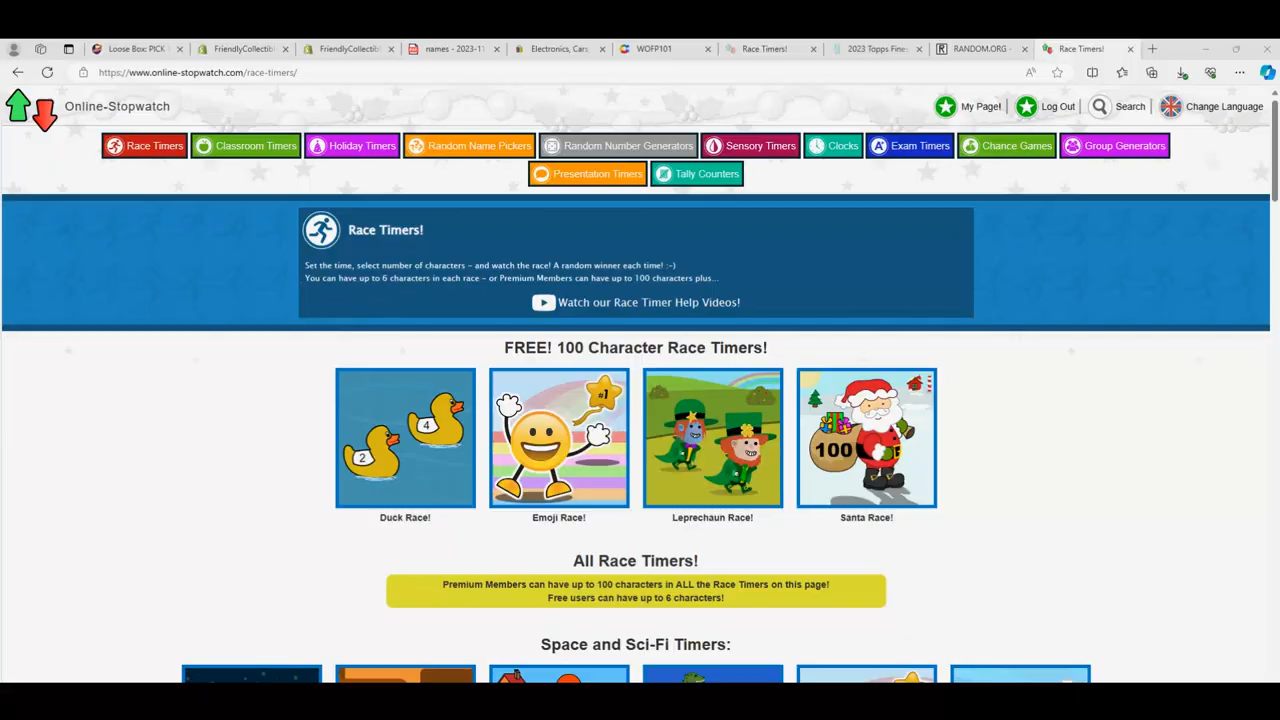 Loose Box: PICK
FriendlyCollectib
FriendlyCollectib
names - 2023-11
Electronics, Cars,
WOFP101
Race Timers!
2023 Topps Fines
RANDOM.ORG -
Race Timers!
https://www.online-stopwatch.com/race-timers/
Online-Stopwatch
My Page!
Log Out
Search
Change Language
Race Timers
Classroom Timers
Holiday Timers
Random Name Pickers
Random Number Generators
Sensory Timers
Clocks
Exam Timers
Chance Games
Group Generators
Presentation Timers
Tally Counters
Race Timers!
Set the time, select number of characters - and watch the race! A random winner each time! :-)
You can have up to 6 characters in each race - or Premium Members can have up to 100 characters plus...
Watch our Race Timer Help Videos!
FREE! 100 Character Race Timers!
4
2
#1
100
Duck Race!
Emoji Race!
Leprechaun Race!
Santa Race!
All Race Timers!
Premium Members can have up to 100 characters in ALL the Race Timers on this page!
Free users can have up to 6 characters!
Space and Sci-Fi Timers: